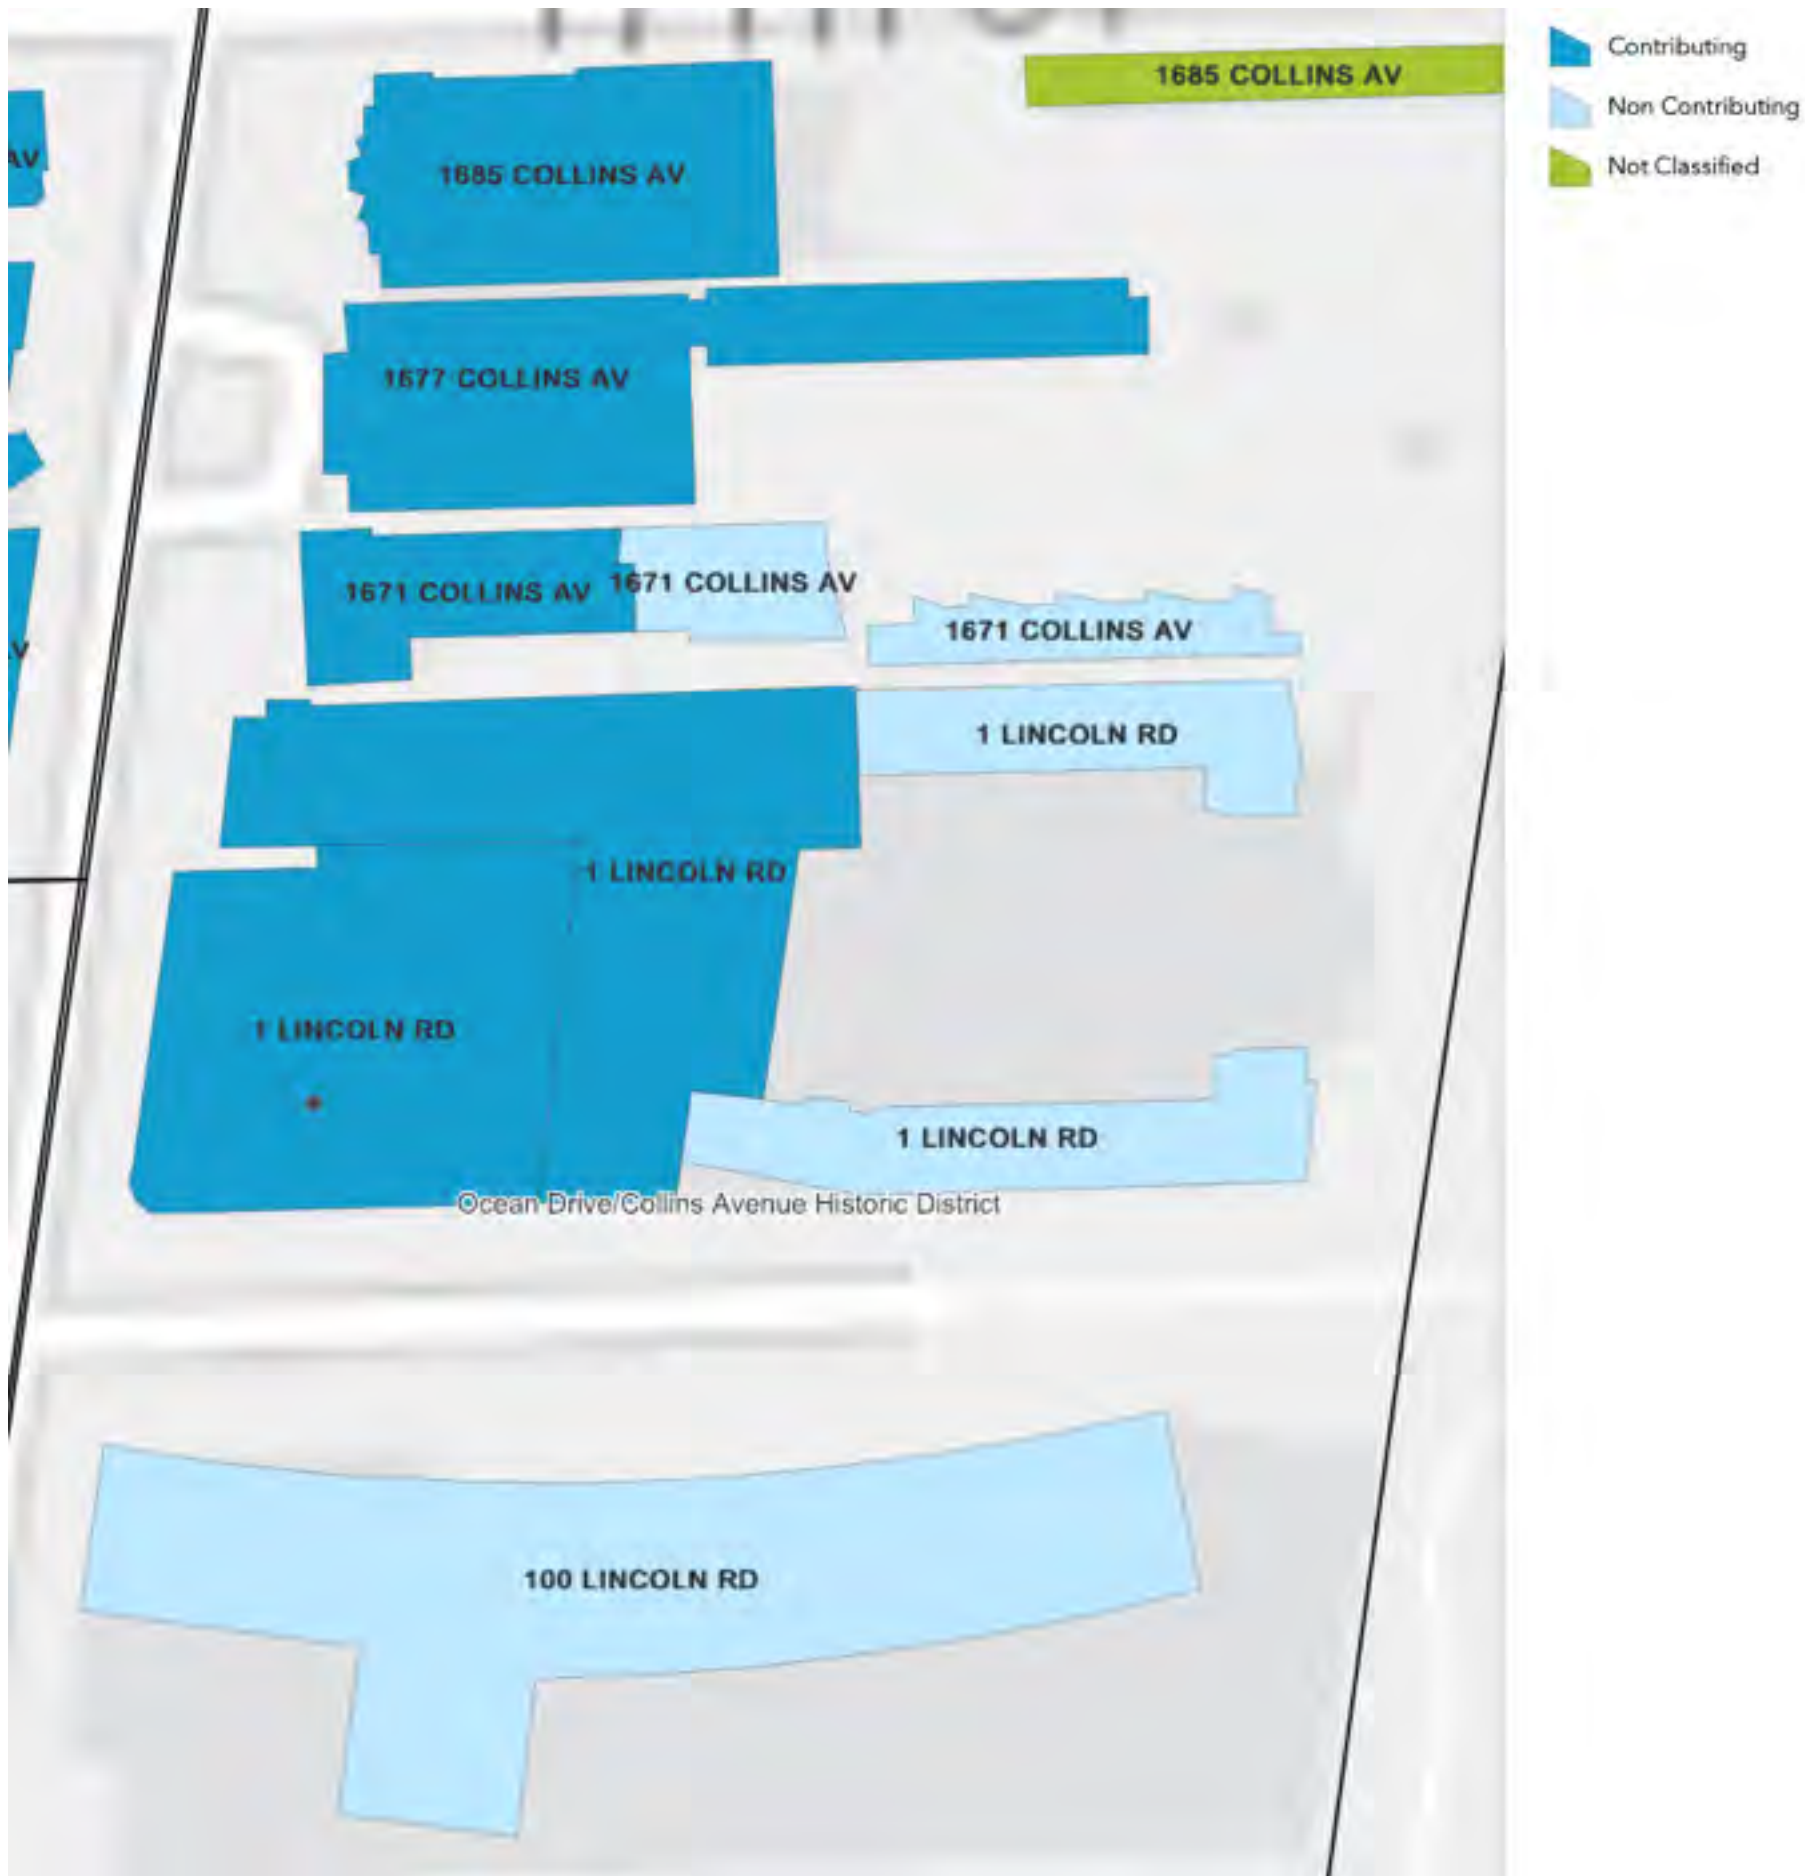 1685 COLLINS AV
Contributing
Non Contributing
Not Classified
AV
1685 COLLINS AV
1677 COLLINS AV
1671 COLLINS AV
1671 COLLINS AV
1671 COLLINS AV
1 LINCOLN RD
1 LINCOLN RD
1 LINCOLN RD
1 LINCOLN RD
Ocean Drive/Collins Avenue Historic District
100 LINCOLN RD